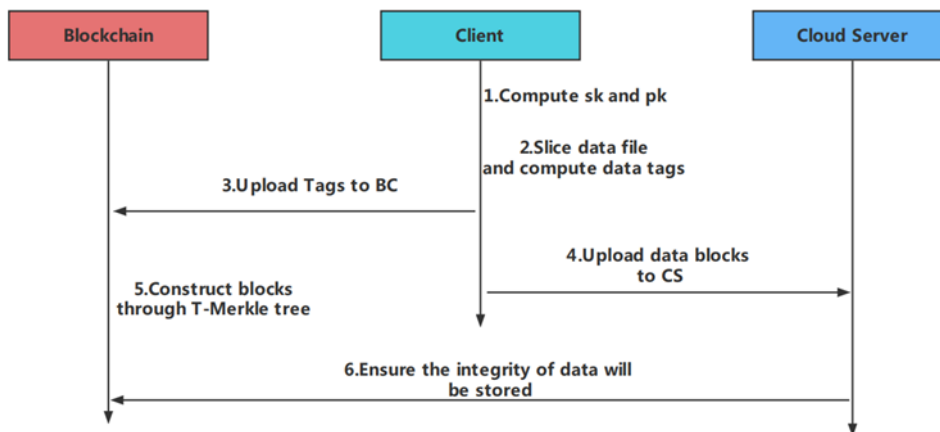 Blockchain
Client
Cloud Server
1.Compute sk and pk
2.Slice data file
and compute data tags
3.Upload Tags to BC
4.Upload data blocks
to CS
5.Construct blocks
through T-Merkle tree
6.Ensure the integrity of data will
be stored